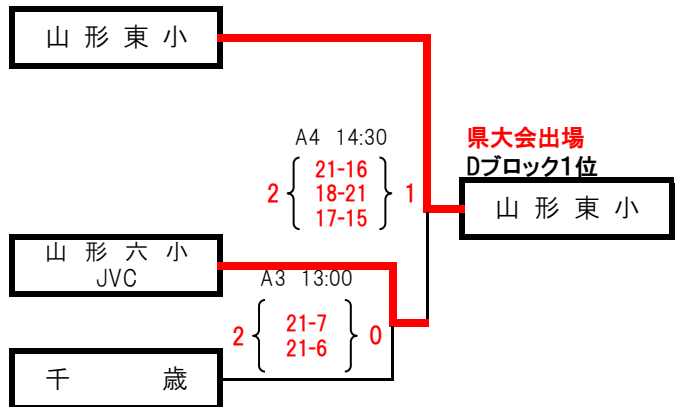 山形東小
A4 14:30
2 { 21-16 } 1
18-21
17-15
県大会出場
Dブロック1位
山形東小
山形六小
JVC
A3 13:00
2 { 21-7 } 0
21-6
千歳